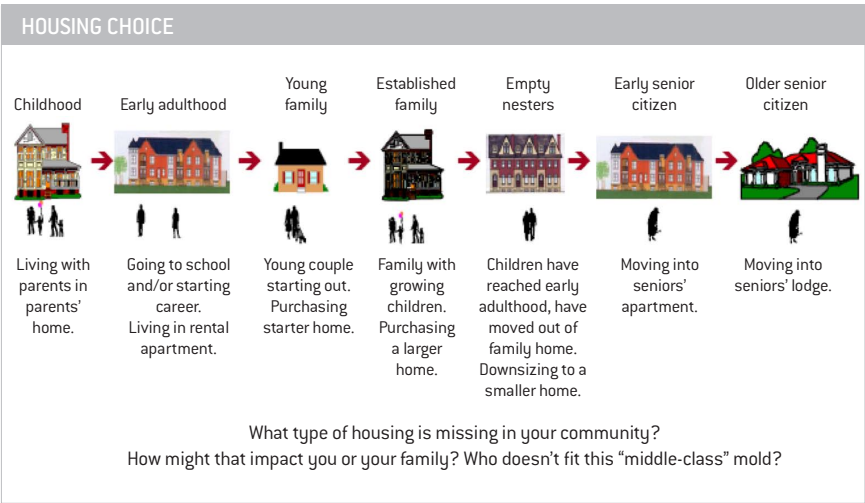 HOUSING CHOICE
Childhood
Early adulthood
Young
family
Established
family
Empty
nesters
Early senior
citizen
Older senior
citizen
Living with
parents in
parents'
home.
Going to school
and/or starting
career.
Living in rental
apartment.
Young couple
starting out.
Purchasing
starter home.
Family with
growing
children.
Purchasing
a larger
home.
Children have
reached early
adulthood, have
moved out of
family home.
Downsizing to a
smaller home.
Moving into
seniors'
apartment.
Moving into
seniors' lodge.
What type of housing is missing in your community?
How might that impact you or your family? Who doesn't fit this “middle-class” mold?